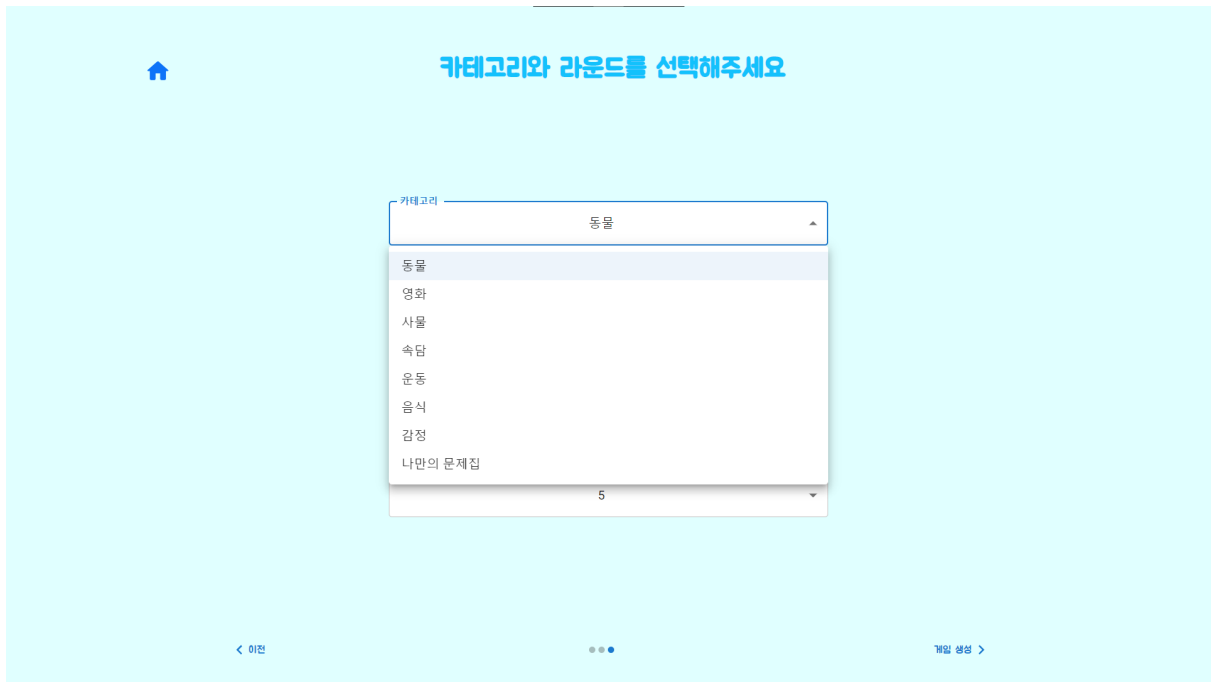 카테고리와 라운드를 선택해주세요
카테고리
동물
동물
영화
사물
속담
운동
음식
감정
나만의 문제집
5
이전
게임 생성